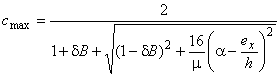 c_max = 2 / (1 + δB + √((1 − δB)² + (16/μ)(α − e_x/h)²))